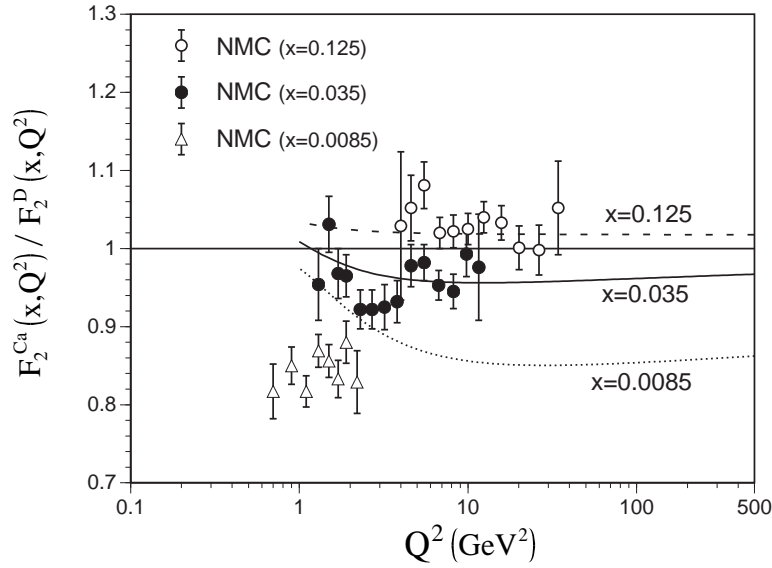 1.3
1.2
1.1
1
0.9
0.8
0.7
F₂ᶜᵃ(x,Q²) / F₂ᴰ(x,Q²)
NMC (x=0.125)
NMC (x=0.035)
NMC (x=0.0085)
x=0.125
x=0.035
x=0.0085
0.1 1 10 100 500
Q² (GeV²)